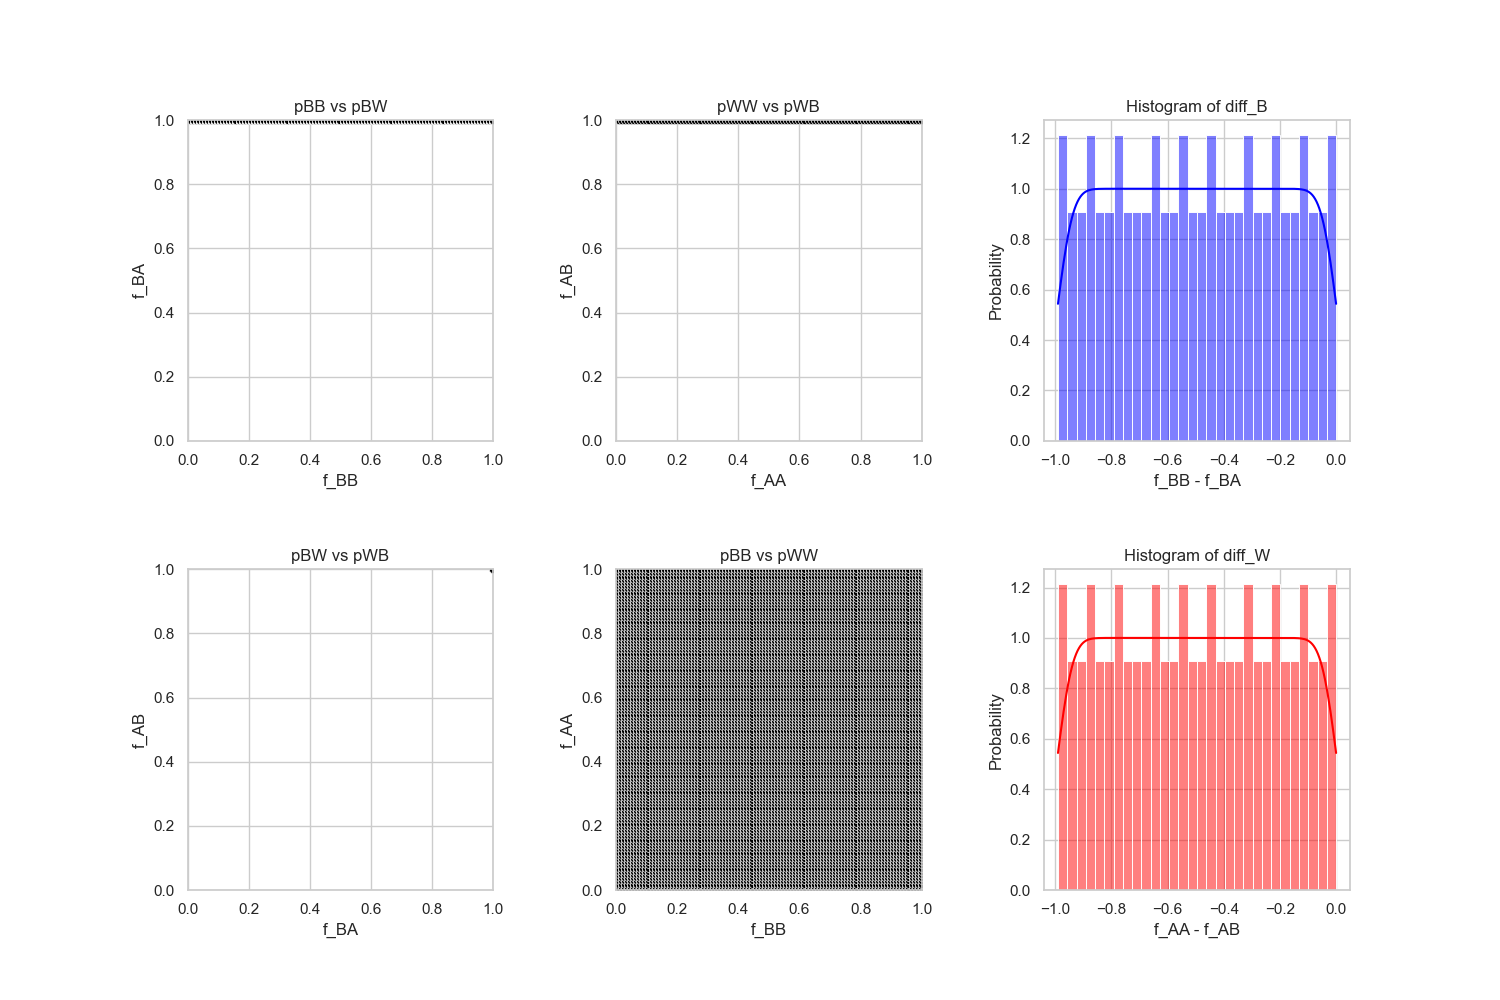 pBB vs pBW
1.0
0.8
0.6
0.4
0.2
0.0
f_BA
0.0 0.2 0.4 0.6 0.8 1.0
f_BB
pWW vs pWB
1.0
0.8
0.6
0.4
0.2
0.0
f_AB
0.0 0.2 0.4 0.6 0.8 1.0
f_AA
Histogram of diff_B
1.2
1.0
0.8
0.6
0.4
0.2
0.0
Probability
−1.0 −0.8 −0.6 −0.4 −0.2 0.0
f_BB - f_BA
pBW vs pWB
1.0
0.8
0.6
0.4
0.2
0.0
f_AB
0.0 0.2 0.4 0.6 0.8 1.0
f_BA
pBB vs pWW
1.0
0.8
0.6
0.4
0.2
0.0
f_AA
0.0 0.2 0.4 0.6 0.8 1.0
f_BB
Histogram of diff_W
1.2
1.0
0.8
0.6
0.4
0.2
0.0
Probability
−1.0 −0.8 −0.6 −0.4 −0.2 0.0
f_AA - f_AB